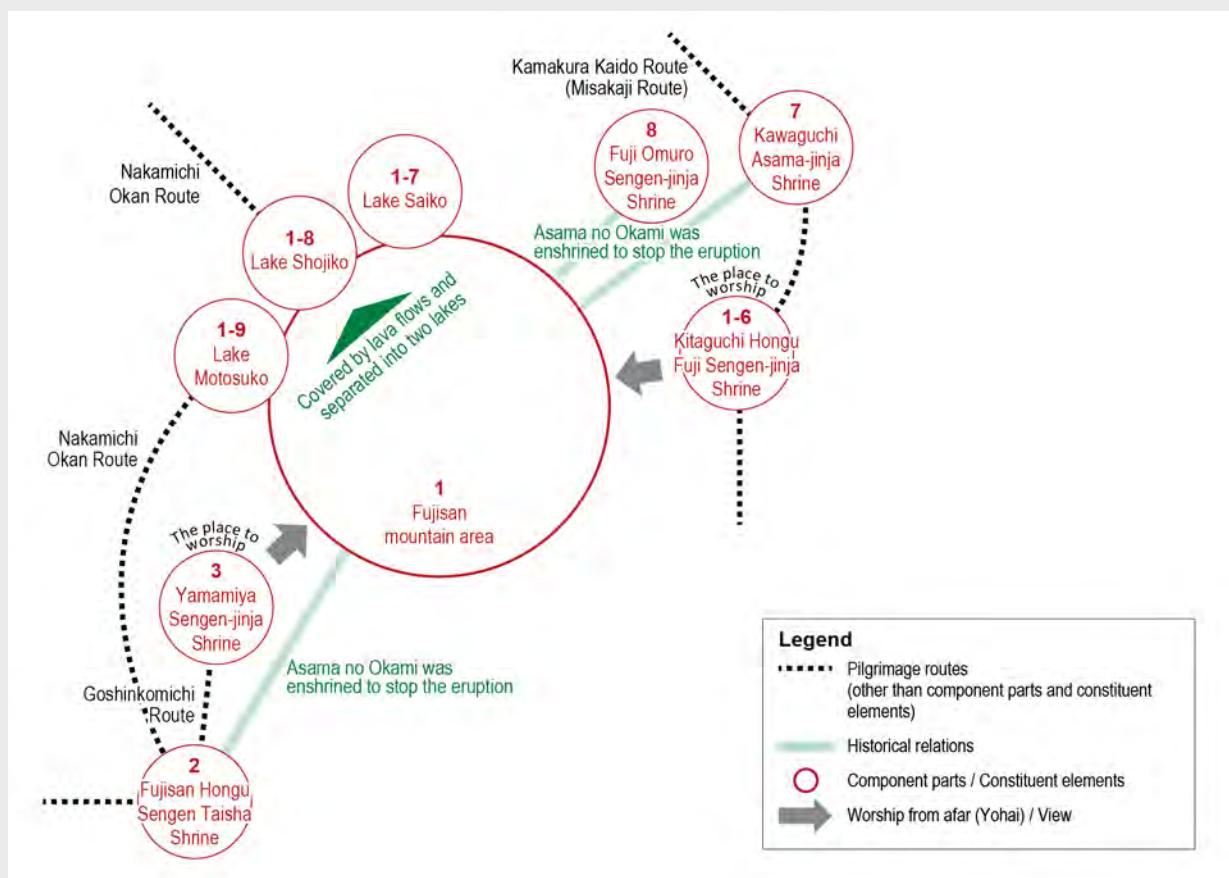 Kamakura Kaido Route
(Misakaji Route)
7
Kawaguchi
Asama-jinja
Shrine
8
Fuji Omuro
Sengen-jinja
Shrine
Nakamichi
Okan Route
1-7
Lake Saiko
1-8
Lake Shojiko
Asama no Okami was
enshrined to stop the eruption
The place to
worship
1-6
Kitaguchi Hongu
Fuji Sengen-jinja
Shrine
1-9
Lake
Motosuko
Covered by lava flows and
separated into two lakes
Nakamichi
Okan Route
1
Fujisan
mountain area
The place to
worship
3
Yamamiya
Sengen-jinja
Shrine
Asama no Okami was
enshrined to stop the eruption
Goshinkomichi
Route
2
Fujisan Hongu
Sengen Taisha
Shrine
Legend
Pilgrimage routes
(other than component parts and constituent
elements)
Historical relations
Component parts / Constituent elements
Worship from afar (Yohai) / View